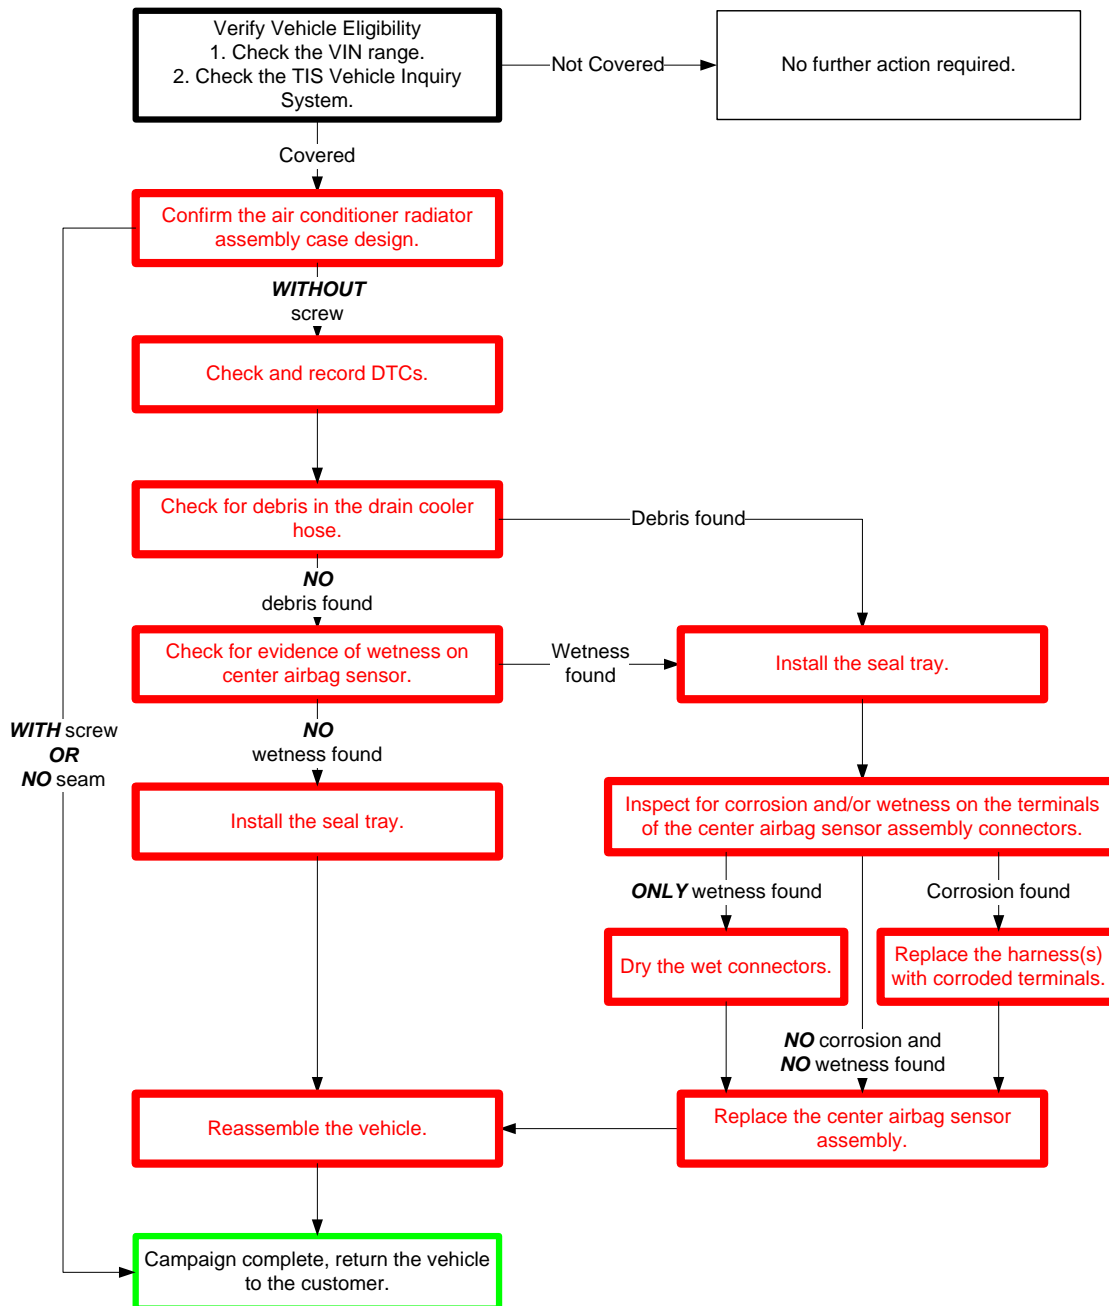 Verify Vehicle Eligibility
1. Check the VIN range.
2. Check the TIS Vehicle Inquiry
System.
Not Covered
No further action required.
Covered
Confirm the air conditioner radiator
assembly case design.
WITHOUT
screw
Check and record DTCs.
Check for debris in the drain cooler
hose.
Debris found
NO
debris found
Check for evidence of wetness on
center airbag sensor.
Wetness
found
Install the seal tray.
WITH screw
OR
NO seam
NO
wetness found
Install the seal tray.
Inspect for corrosion and/or wetness on the terminals
of the center airbag sensor assembly connectors.
ONLY wetness found
Corrosion found
Dry the wet connectors.
Replace the harness(s)
with corroded terminals.
NO corrosion and
NO wetness found
Reassemble the vehicle.
Replace the center airbag sensor
assembly.
Campaign complete, return the vehicle
to the customer.